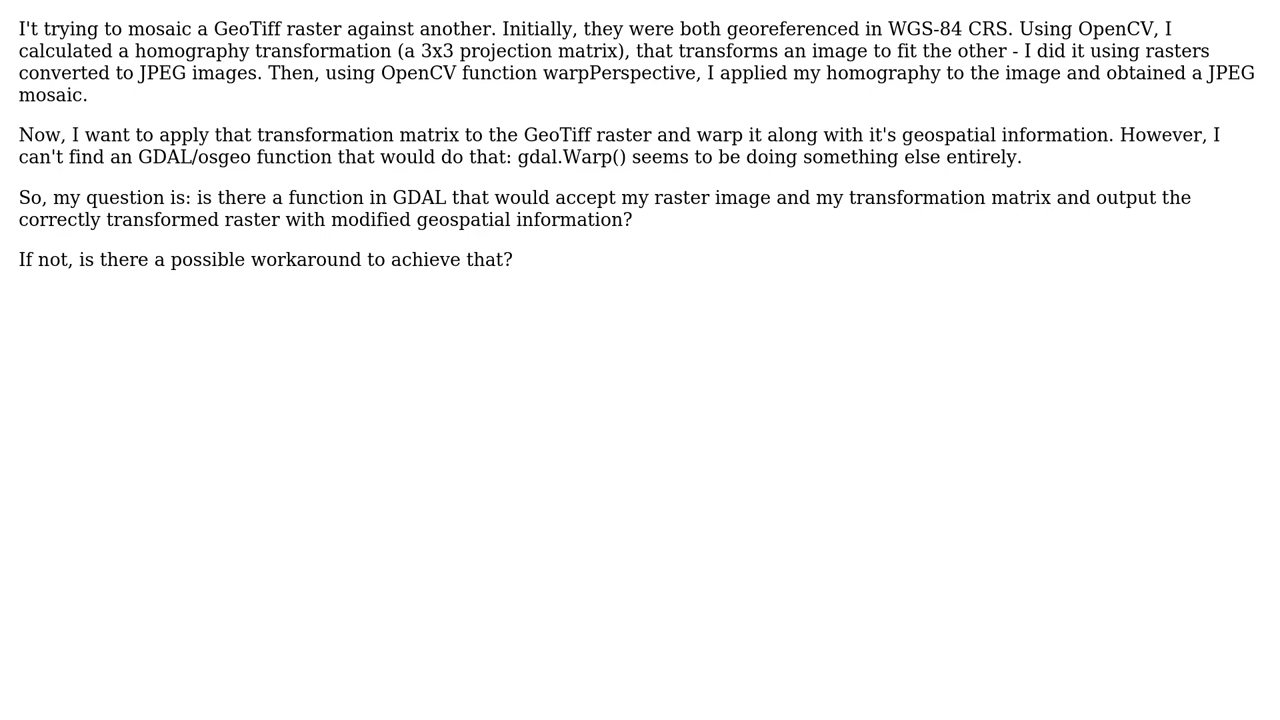 I't trying to mosaic a GeoTiff raster against another. Initially, they were both georeferenced in WGS-84 CRS. Using OpenCV, I
calculated a homography transformation (a 3x3 projection matrix), that transforms an image to fit the other - I did it using rasters
converted to JPEG images. Then, using OpenCV function warpPerspective, I applied my homography to the image and obtained a JPEG
mosaic.
Now, I want to apply that transformation matrix to the GeoTiff raster and warp it along with it's geospatial information. However, I
can't find an GDAL/osgeo function that would do that: gdal.Warp() seems to be doing something else entirely.
So, my question is: is there a function in GDAL that would accept my raster image and my transformation matrix and output the
correctly transformed raster with modified geospatial information?
If not, is there a possible workaround to achieve that?